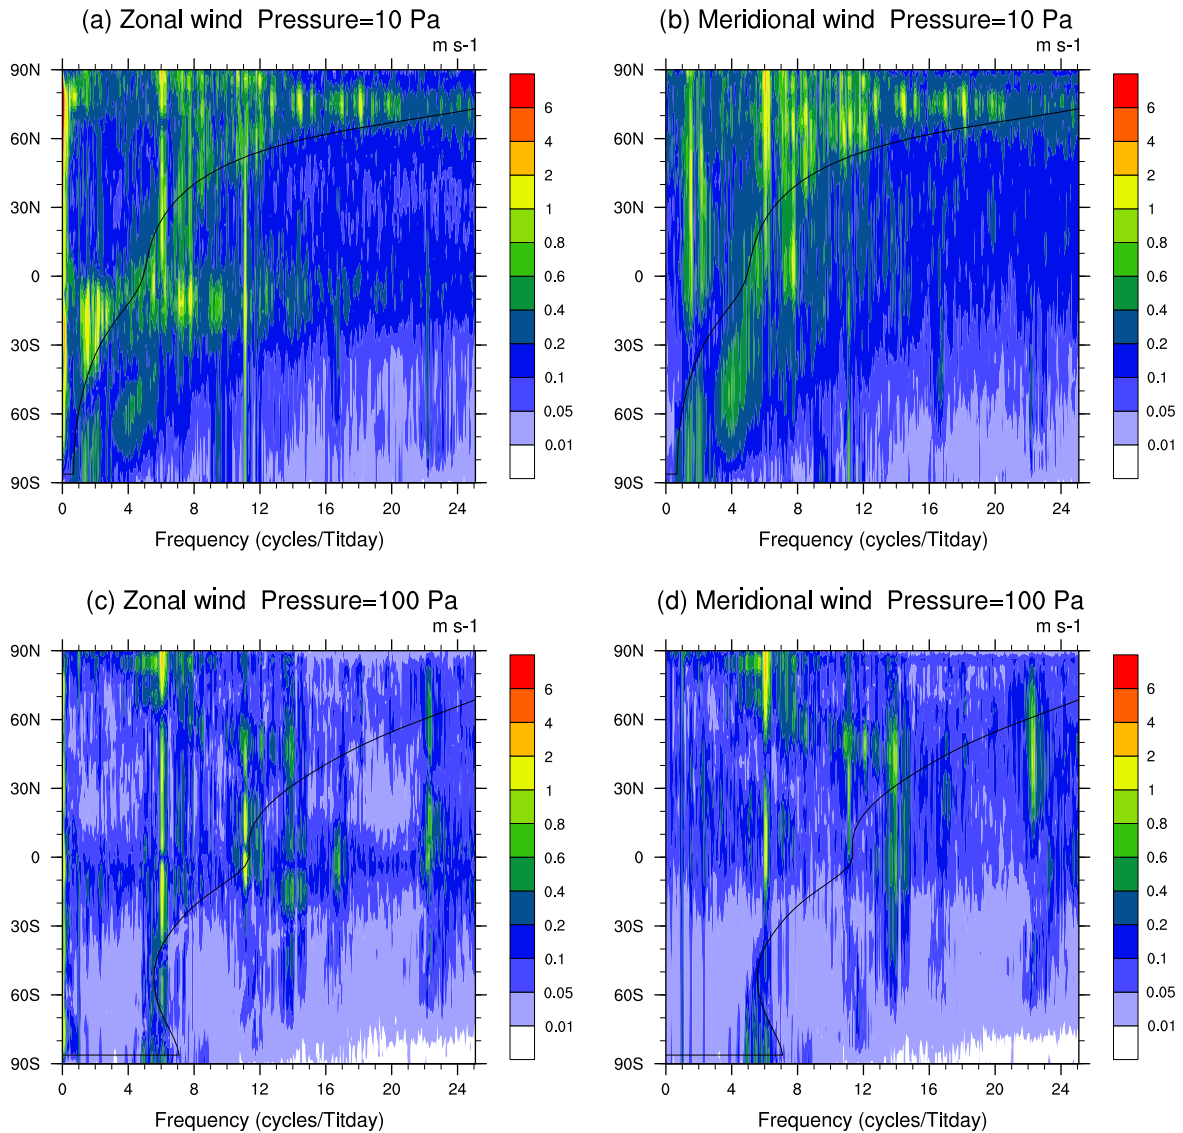 (a) Zonal wind  Pressure=10 Pa
m s-1
90N
60N
30N
0
30S
60S
90S
0 4 8 12 16 20 24
Frequency (cycles/Titday)
6
4
2
1
0.8
0.6
0.4
0.2
0.1
0.05
0.01
(b) Meridional wind  Pressure=10 Pa
m s-1
90N
60N
30N
0
30S
60S
90S
0 4 8 12 16 20 24
Frequency (cycles/Titday)
6
4
2
1
0.8
0.6
0.4
0.2
0.1
0.05
0.01
(c) Zonal wind  Pressure=100 Pa
m s-1
90N
60N
30N
0
30S
60S
90S
0 4 8 12 16 20 24
Frequency (cycles/Titday)
6
4
2
1
0.8
0.6
0.4
0.2
0.1
0.05
0.01
(d) Meridional wind  Pressure=100 Pa
m s-1
90N
60N
30N
0
30S
60S
90S
0 4 8 12 16 20 24
Frequency (cycles/Titday)
6
4
2
1
0.8
0.6
0.4
0.2
0.1
0.05
0.01